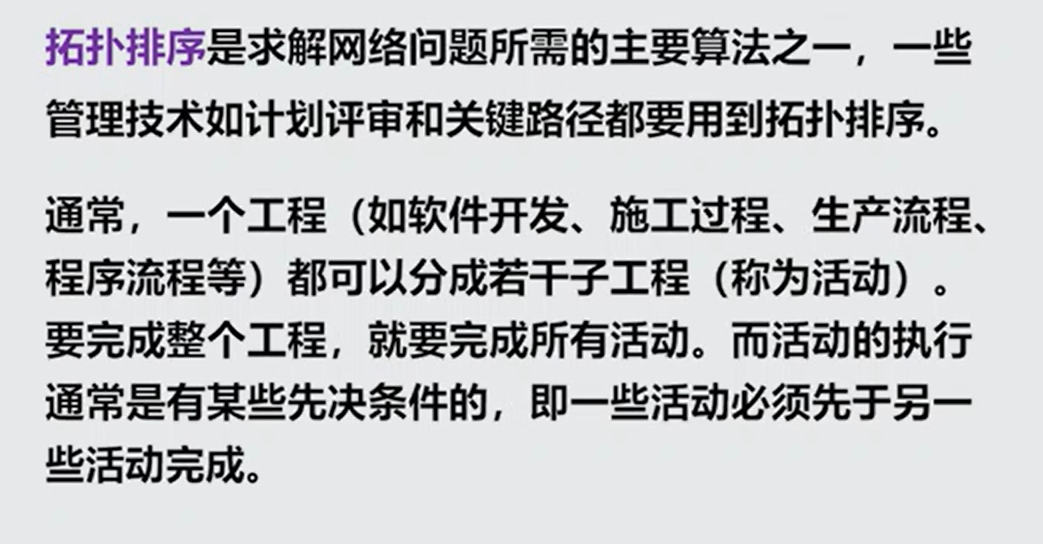 拓扑排序是求解网络问题所需的主要算法之一，一些
管理技术如计划评审和关键路径都要用到拓扑排序。
通常，一个工程（如软件开发、施工过程、生产流程、
程序流程等）都可以分成若干子工程（称为活动）。
要完成整个工程，就要完成所有活动。而活动的执行
通常是有某些先决条件的，即一些活动必须先于另一
些活动完成。